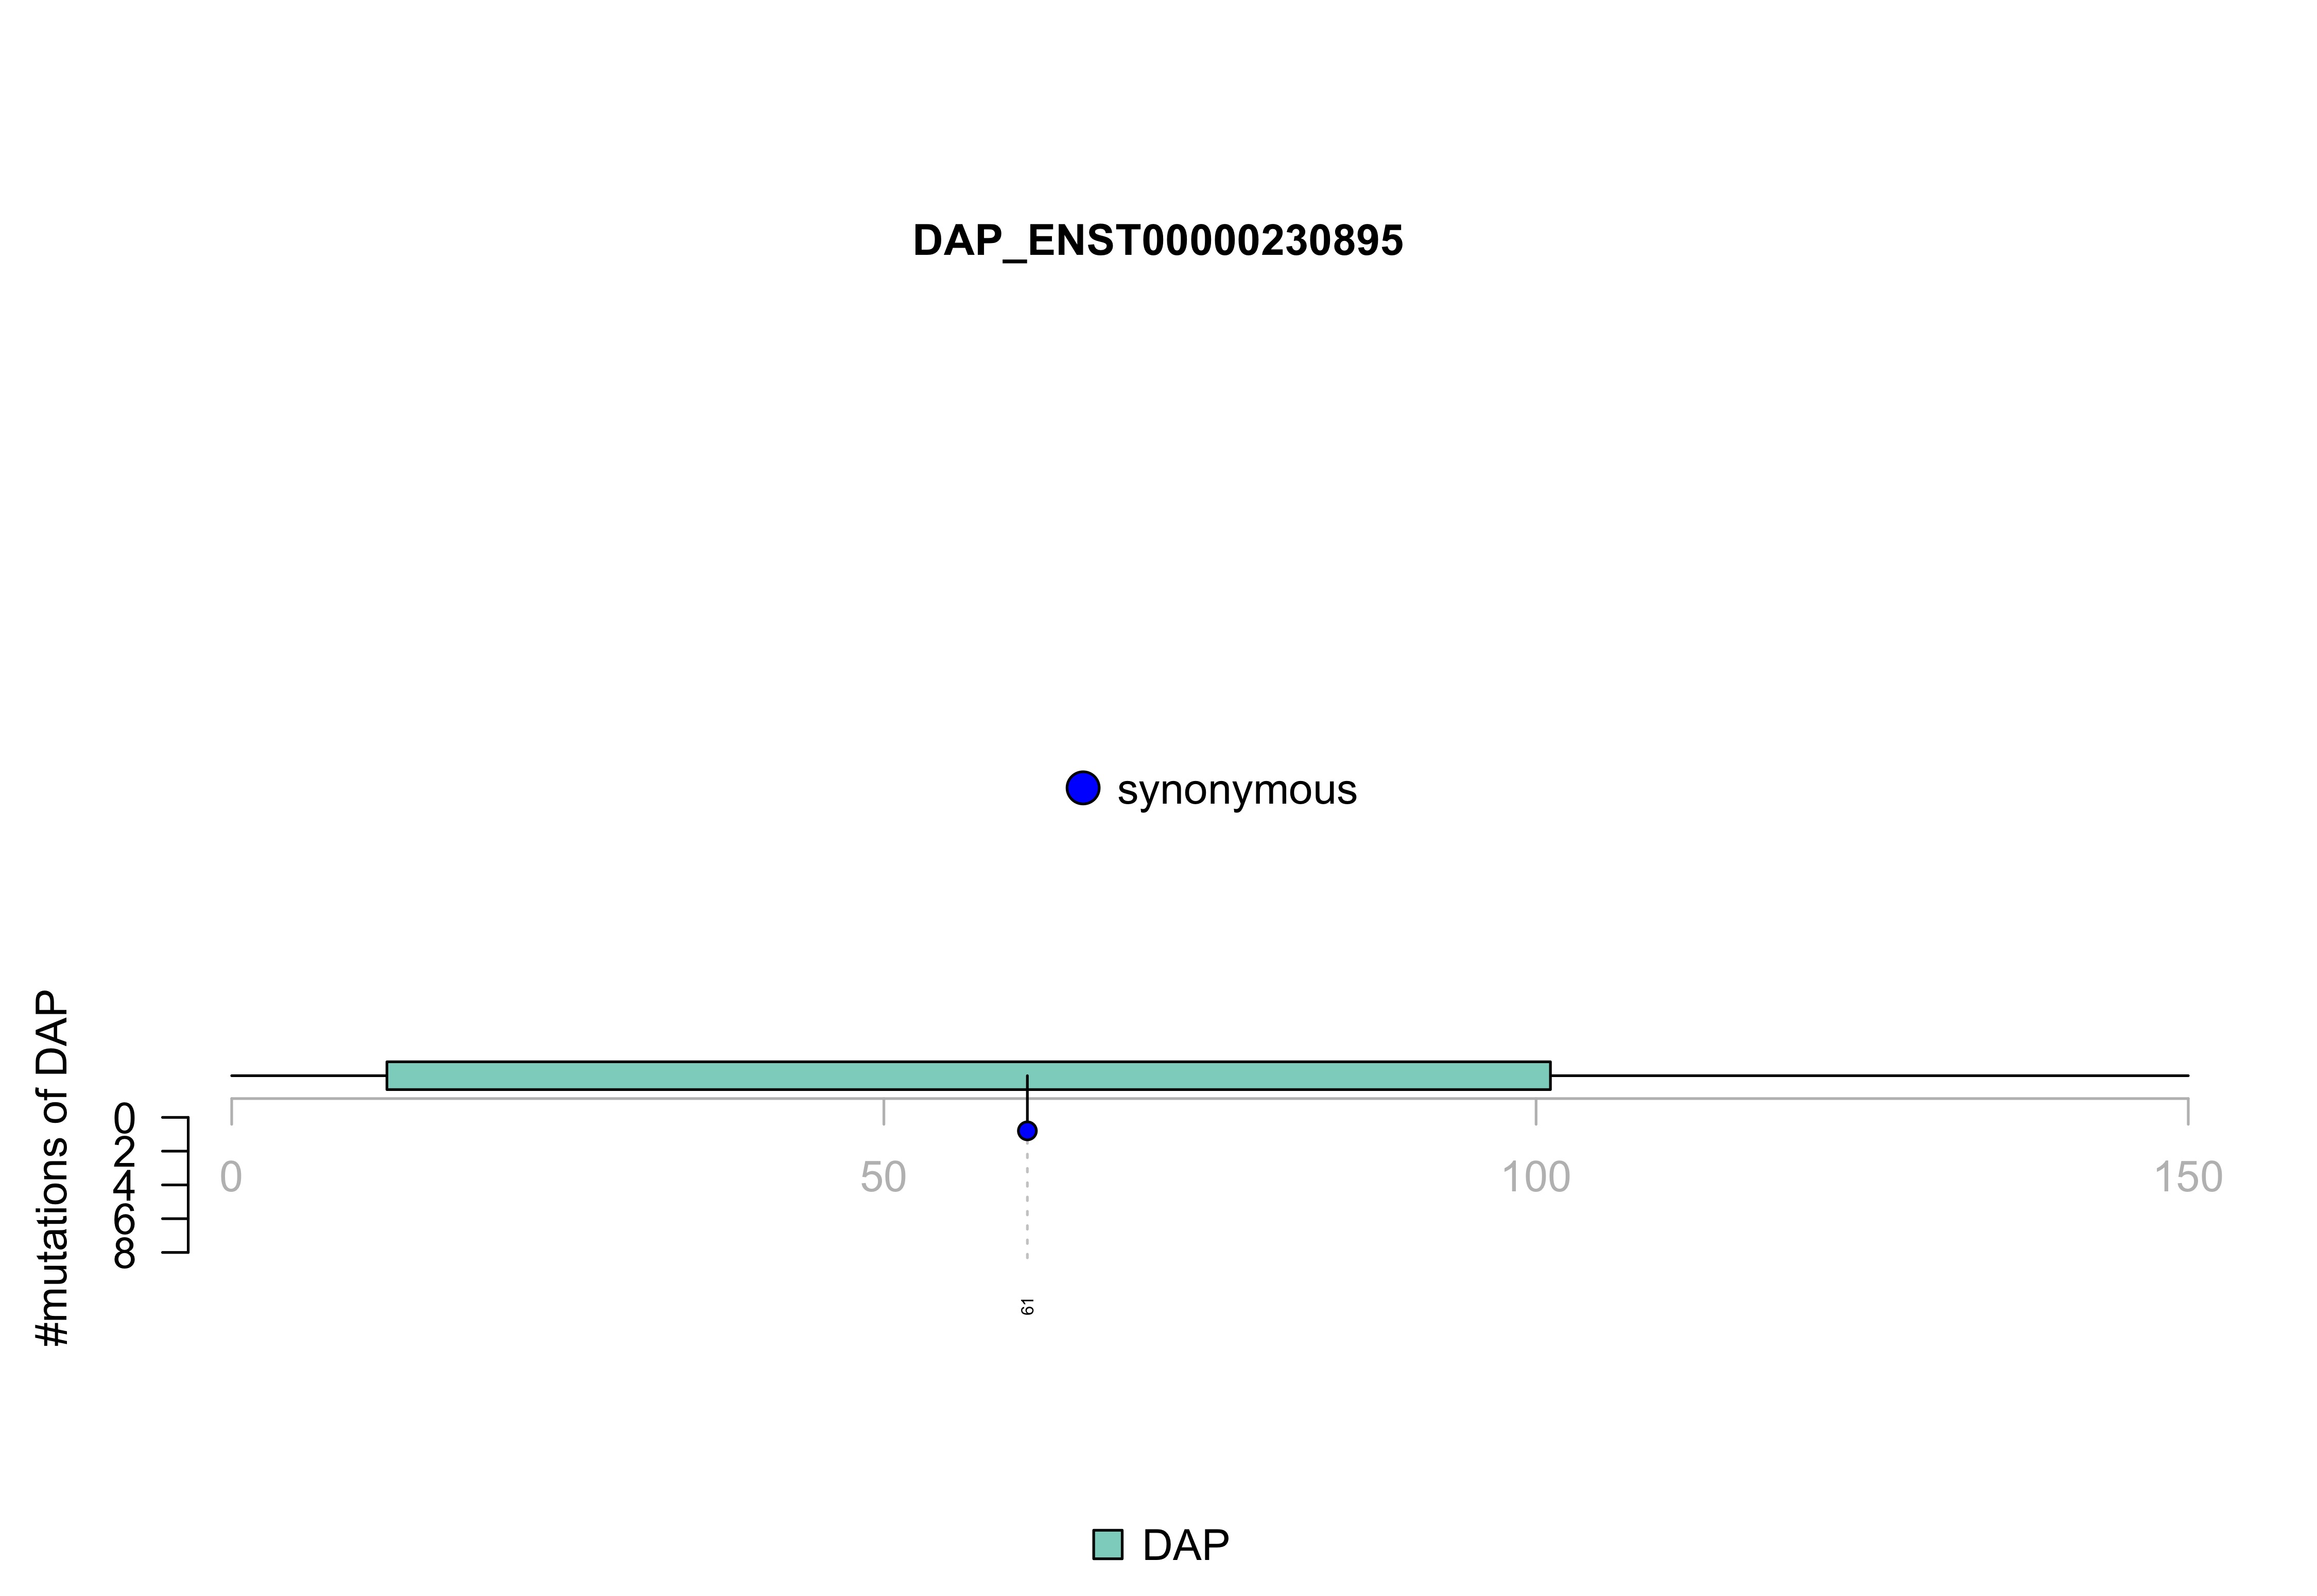 DAP_ENST00000230895
synonymous
#mutations of DAP
0
2
4
6
8
0 50 100 150
61
DAP